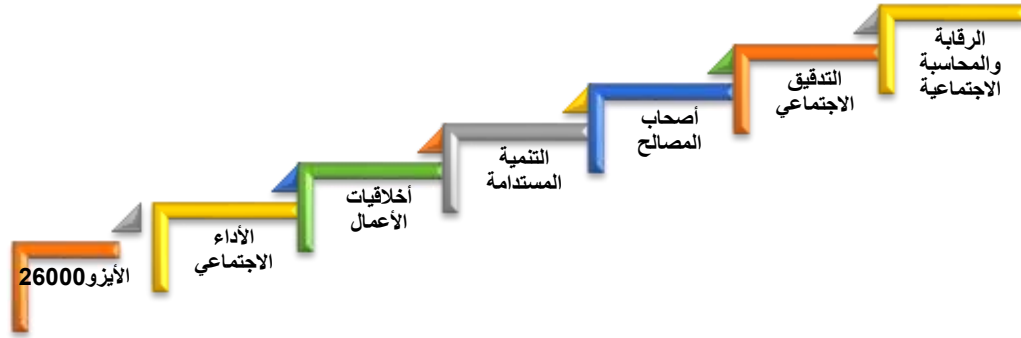 الرقابة
والمحاسبة
الاجتماعية
التدقيق
الاجتماعي
أصحاب
المصالح
التنمية
المستدامة
أخلاقيات
الأعمال
الأداء
الاجتماعي
الأيزو26000